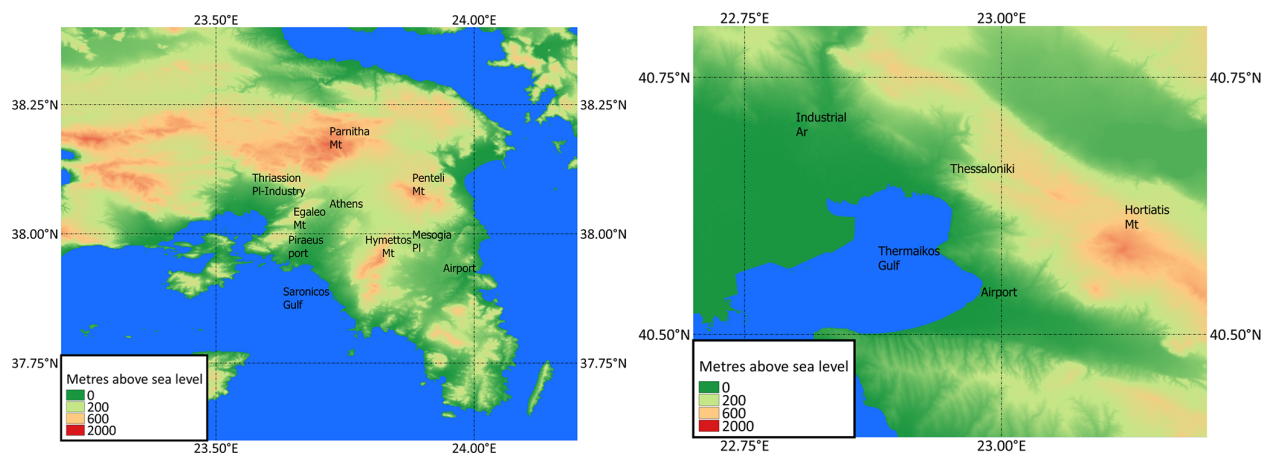 23.50°E
24.00°E
38.25°N
38.25°N
Parnitha
Mt
Thriassion
Pl-Industry
Penteli
Mt
Athens
Egaleo
Mt
38.00°N
38.00°N
Piraeus
port
Hymettos
Mt
Mesogia
Pl
Airport
Saronicos
Gulf
37.75°N
37.75°N
Metres above sea level
0
200
600
2000
23.50°E
24.00°E
22.75°E
23.00°E
40.75°N
40.75°N
Industrial
Ar
Thessaloniki
Hortiatis
Mt
Thermaikos
Gulf
Airport
40.50°N
40.50°N
Metres above sea level
0
200
600
2000
22.75°E
23.00°E